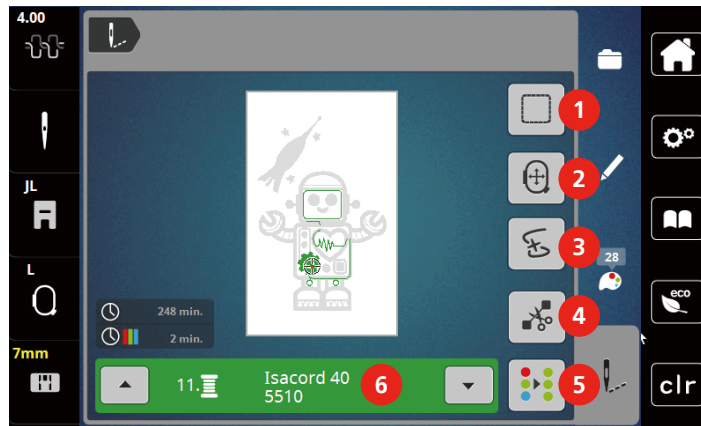 4.00
JL
L
7mm
1
2
3
28
4
248 min.
2 min.
11.
Isacord 40
5510
6
5
eco
clr